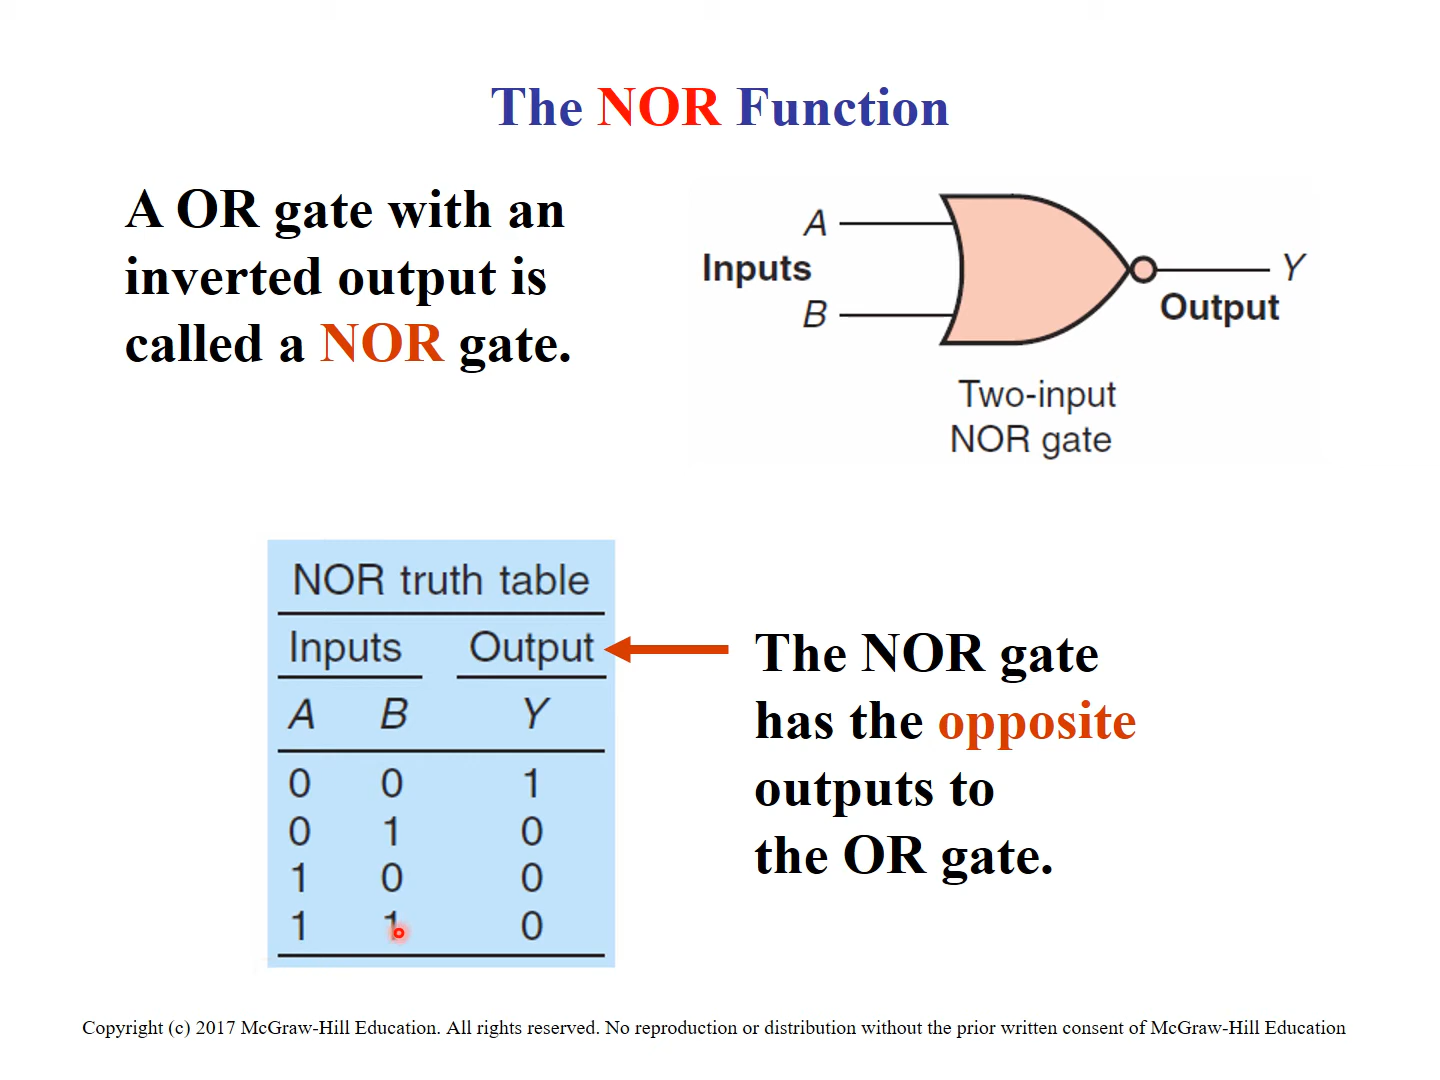 The NOR Function
A OR gate with an
inverted output is
called a NOR gate.
A
Inputs
B
Y
Output
Two-input
NOR gate
NOR truth table
Inputs Output
A B Y
0 0 1
0 1 0
1 0 0
1 1 0
The NOR gate
has the opposite
outputs to
the OR gate.
Copyright (c) 2017 McGraw-Hill Education. All rights reserved. No reproduction or distribution without the prior written consent of McGraw-Hill Education